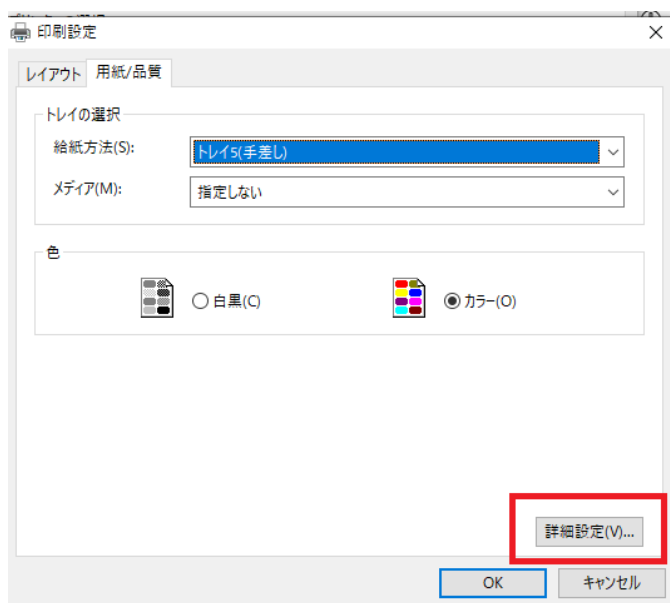 印刷設定
レイアウト 用紙/品質
トレイの選択
給紙方法(S): トレイ5(手差し)
メディア(M): 指定しない
色
白黒(C) カラー(O)
詳細設定(V)...
OK キャンセル